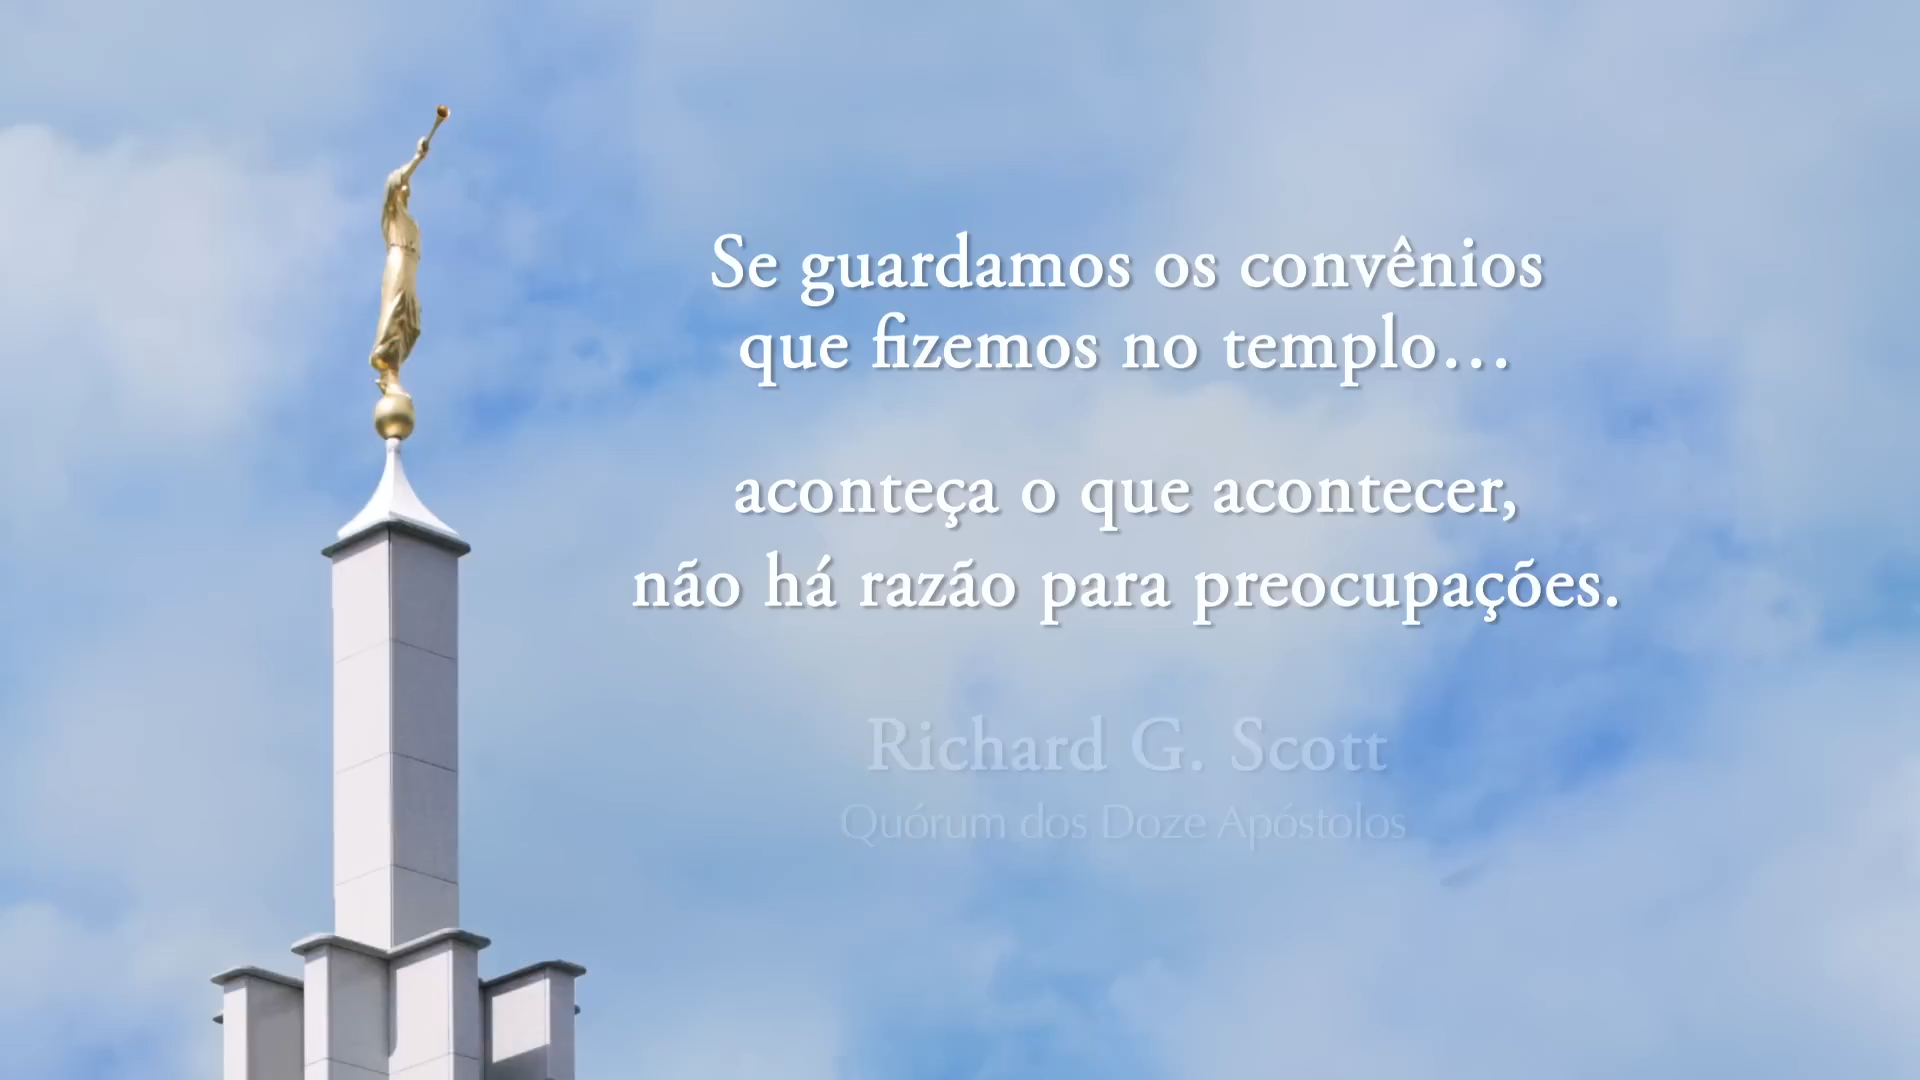 Se guardamos os convênios
que fizemos no templo…
aconteça o que acontecer,
não há razão para preocupações.
Richard G. Scott
Quórum dos Doze Apóstolos